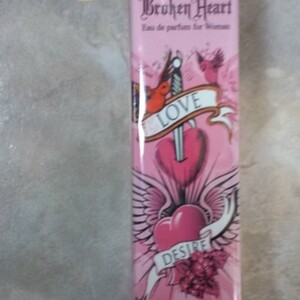 Broken Heart
Eau de parfum for Woman
LOVE
DESIRE